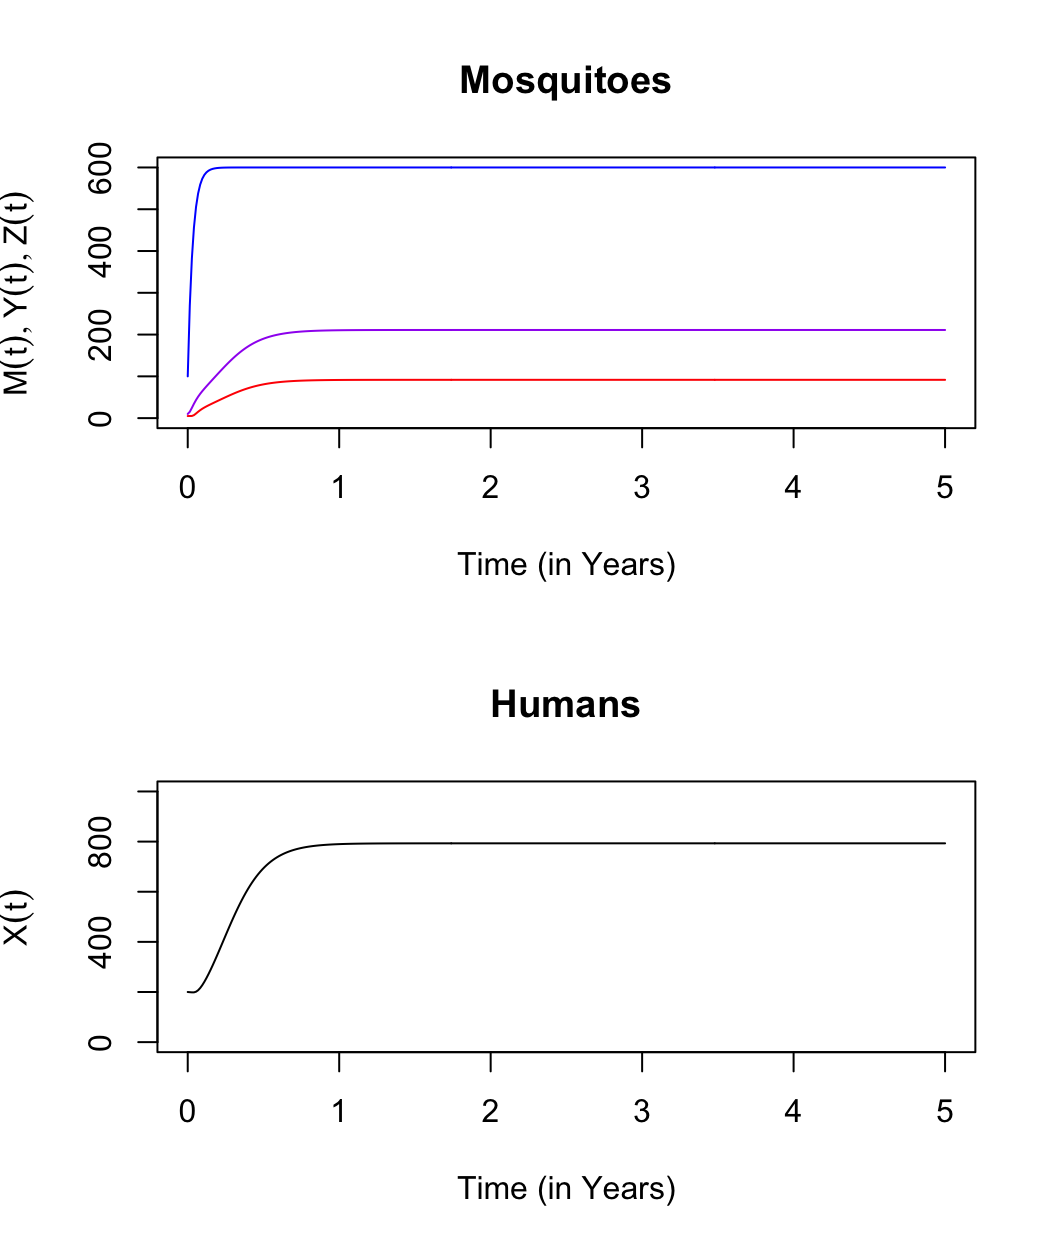 Mosquitoes
M(t), Y(t), Z(t)
600
400
200
0
0 1 2 3 4 5
Time (in Years)
Humans
X(t)
800
400
0
0 1 2 3 4 5
Time (in Years)